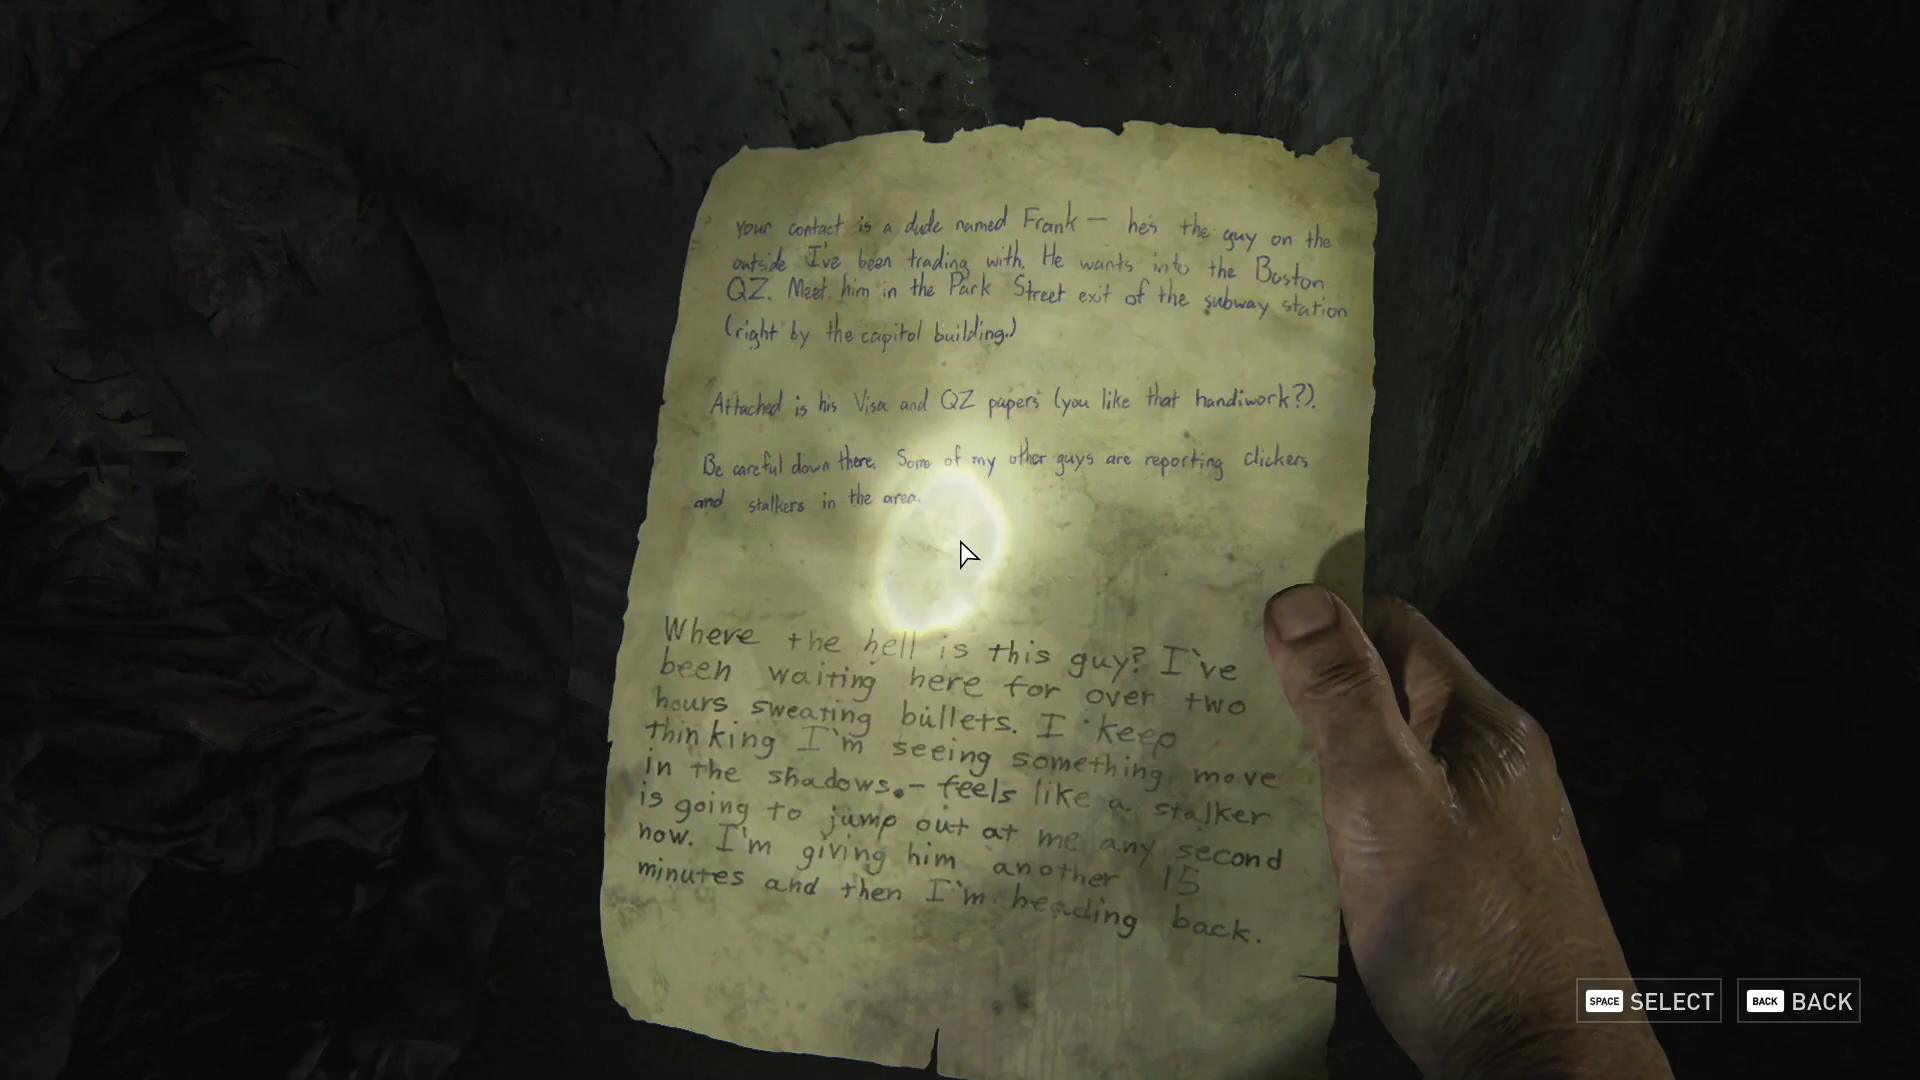 Your contact is a dude named Frank — he's the guy on the
outside I've been trading with. He wants into the Boston
QZ. Meet him in the Park Street exit of the subway station
(right by the capitol building.)
Attached is his Visa and QZ papers (you like that handiwork?).
Be careful down there. Some of my other guys are reporting clickers
and stalkers in the area.
Where the hell is this guy? I've
been waiting here for over two
hours sweating bullets. I keep
thinking I'm seeing something move
in the shadows. - feels like a stalker
is going to jump out at me any second
now. I'm giving him another 15
minutes and then I'm heading back.
SPACE SELECT BACK BACK